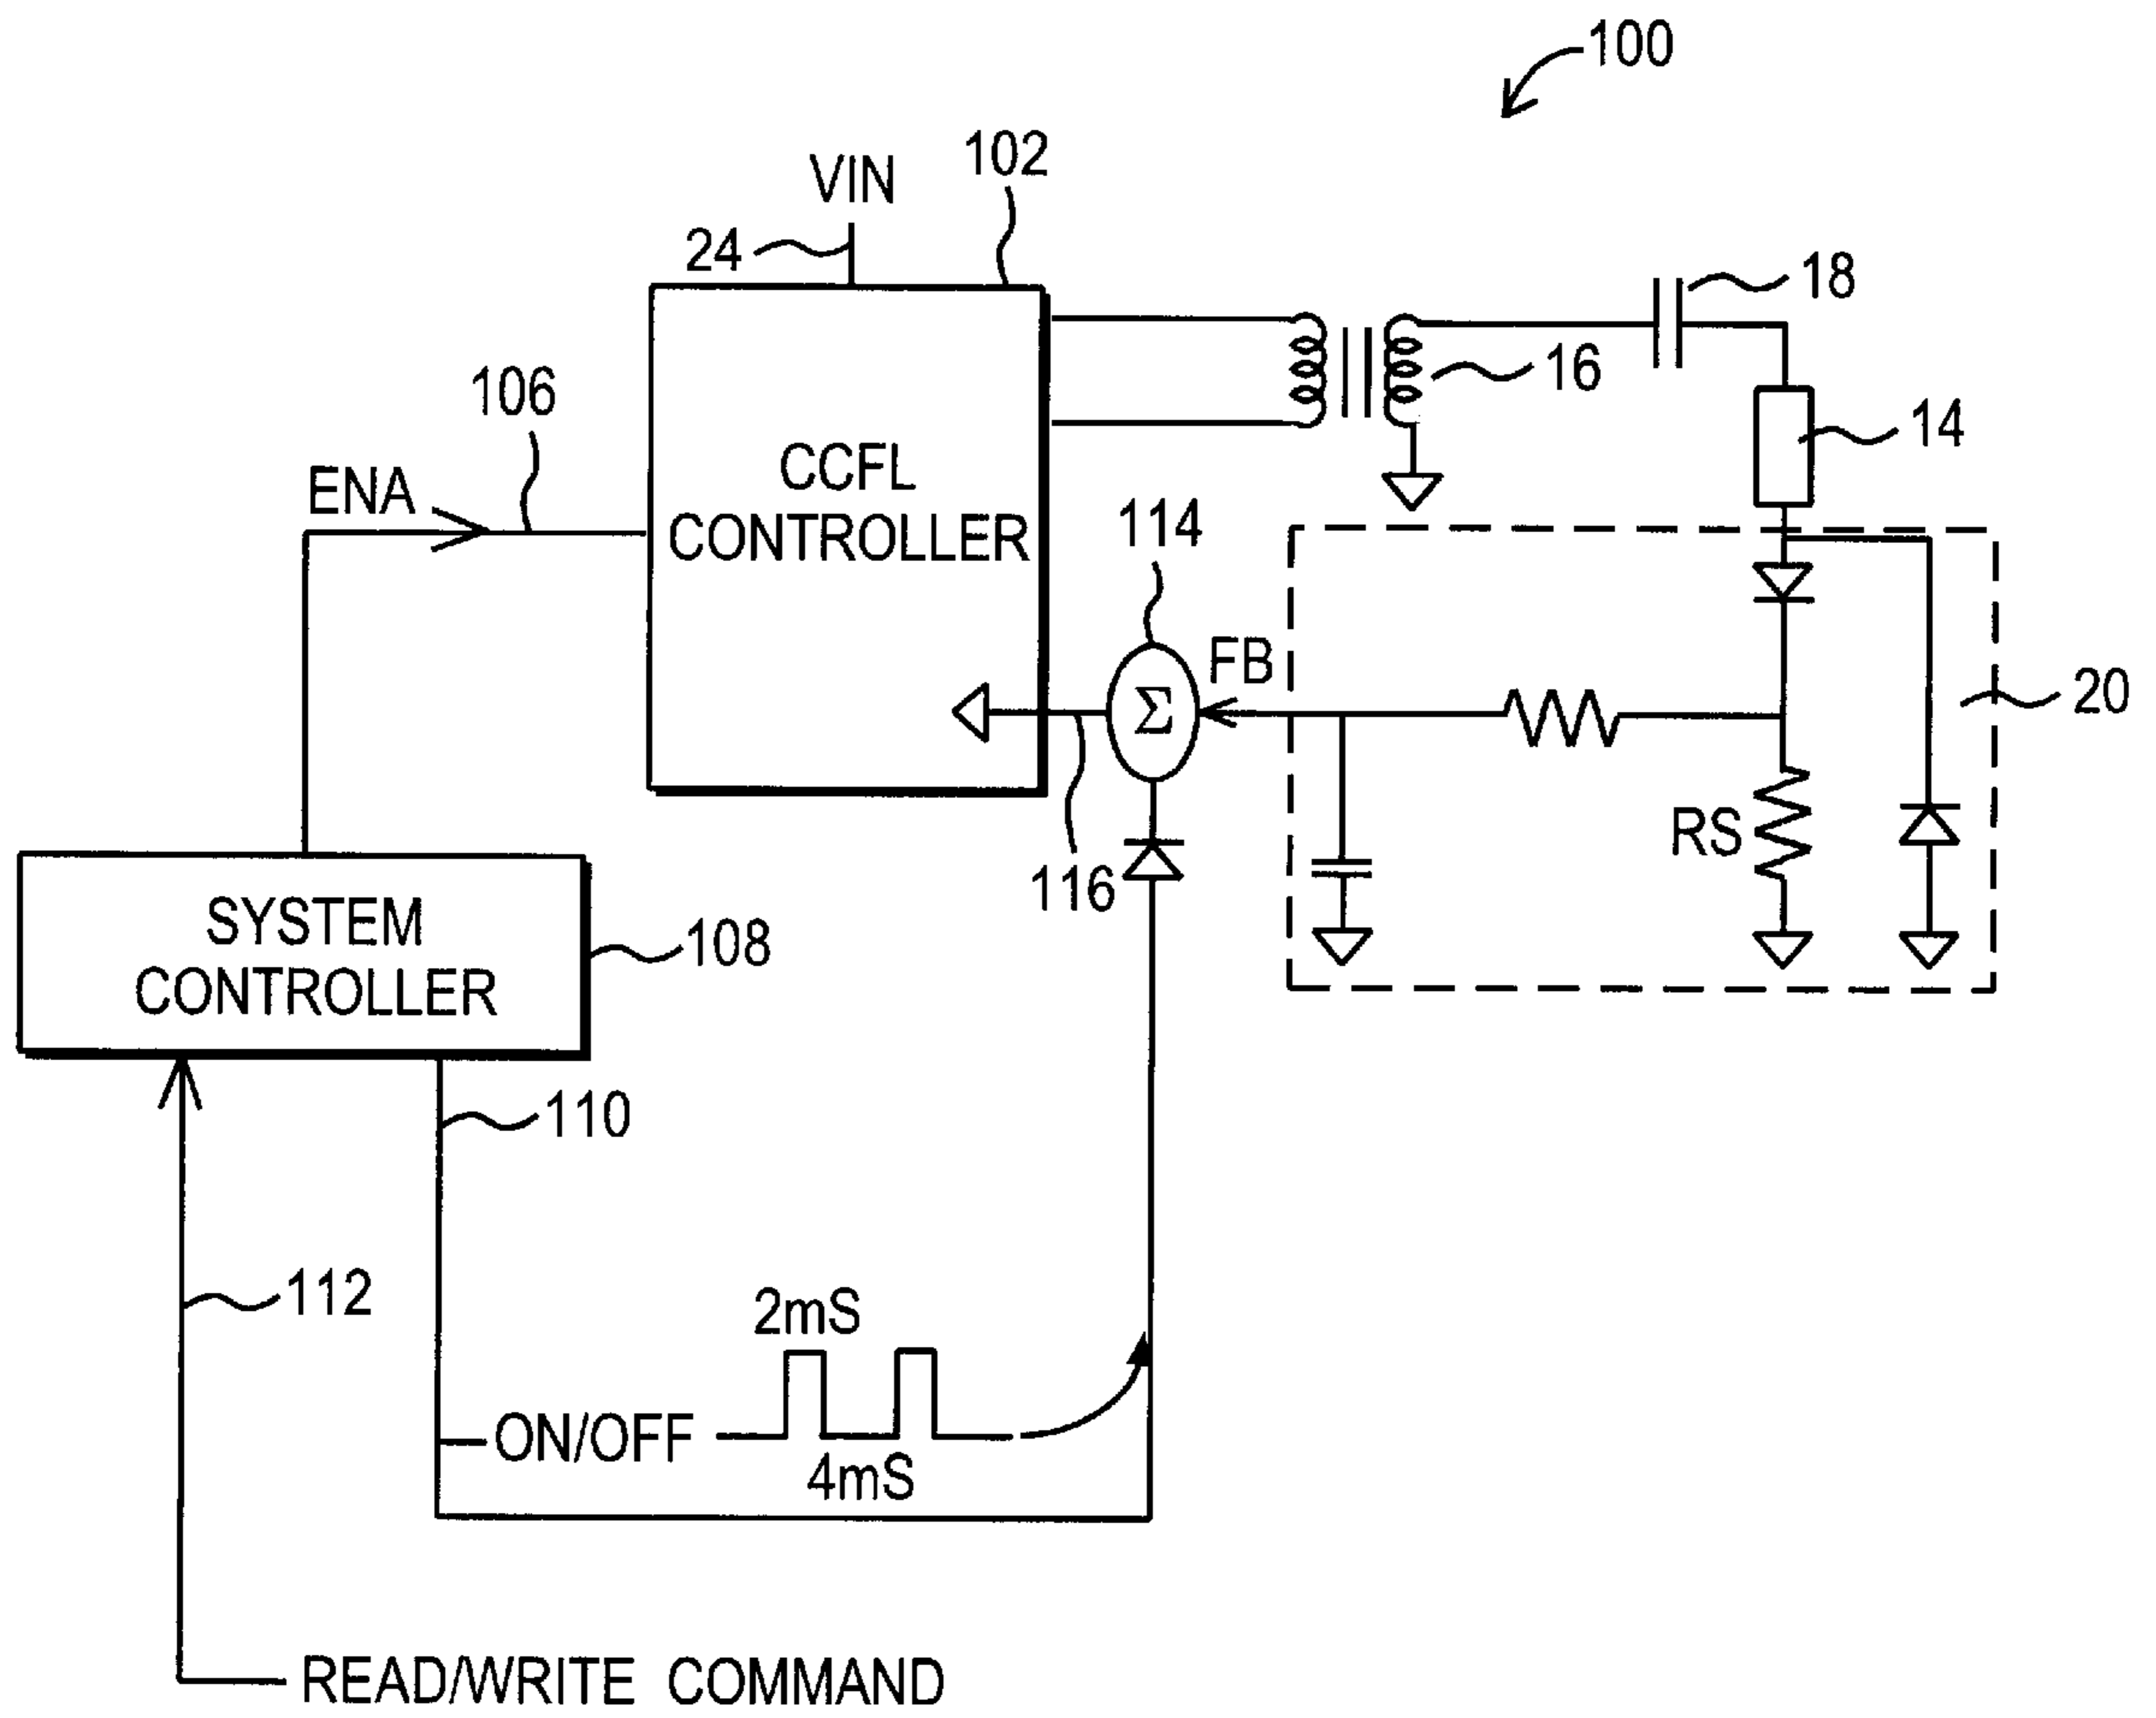 100
VIN
102
24
18
16
106
14
ENA
CCFL
CONTROLLER
114
FB
Σ
20
RS
116
SYSTEM
CONTROLLER
108
110
112
2mS
ON/OFF
4mS
READ/WRITE COMMAND